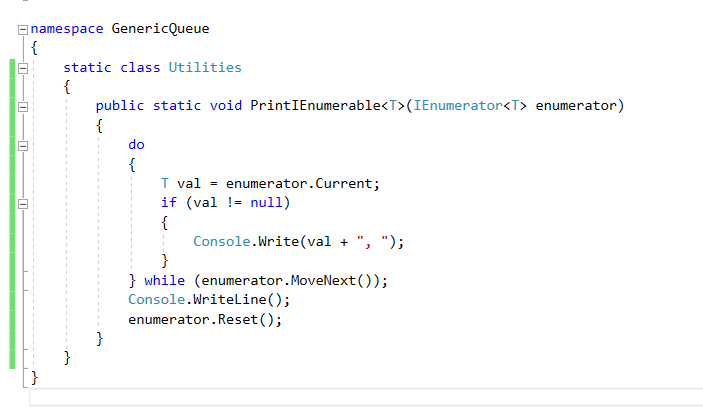 namespace GenericQueue
{
static class Utilities
{
public static void PrintIEnumerable<T>(IEnumerator<T> enumerator)
{
do
{
T val = enumerator.Current;
if (val != null)
{
Console.Write(val + ", ");
}
} while (enumerator.MoveNext());
Console.WriteLine();
enumerator.Reset();
}
}
}